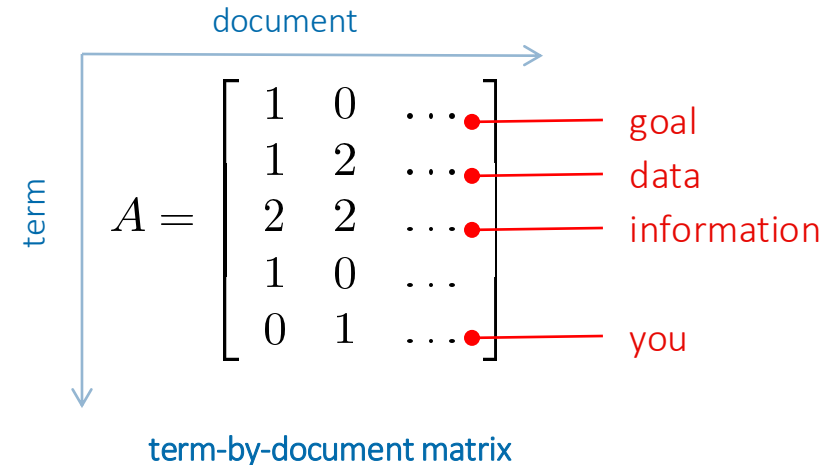 document
1 0 ... goal
1 2 ... data
term A = 2 2 ... information
1 0 ...
0 1 ... you
term-by-document matrix